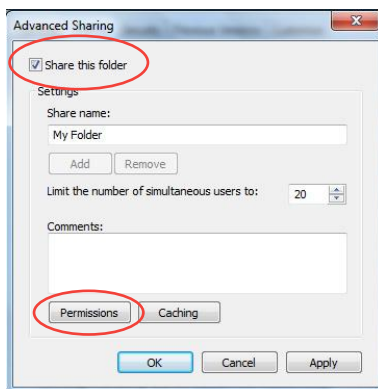 Advanced Sharing
Share this folder
Settings
Share name:
My Folder
Add Remove
Limit the number of simultaneous users to: 20
Comments:
Permissions Caching
OK Cancel Apply